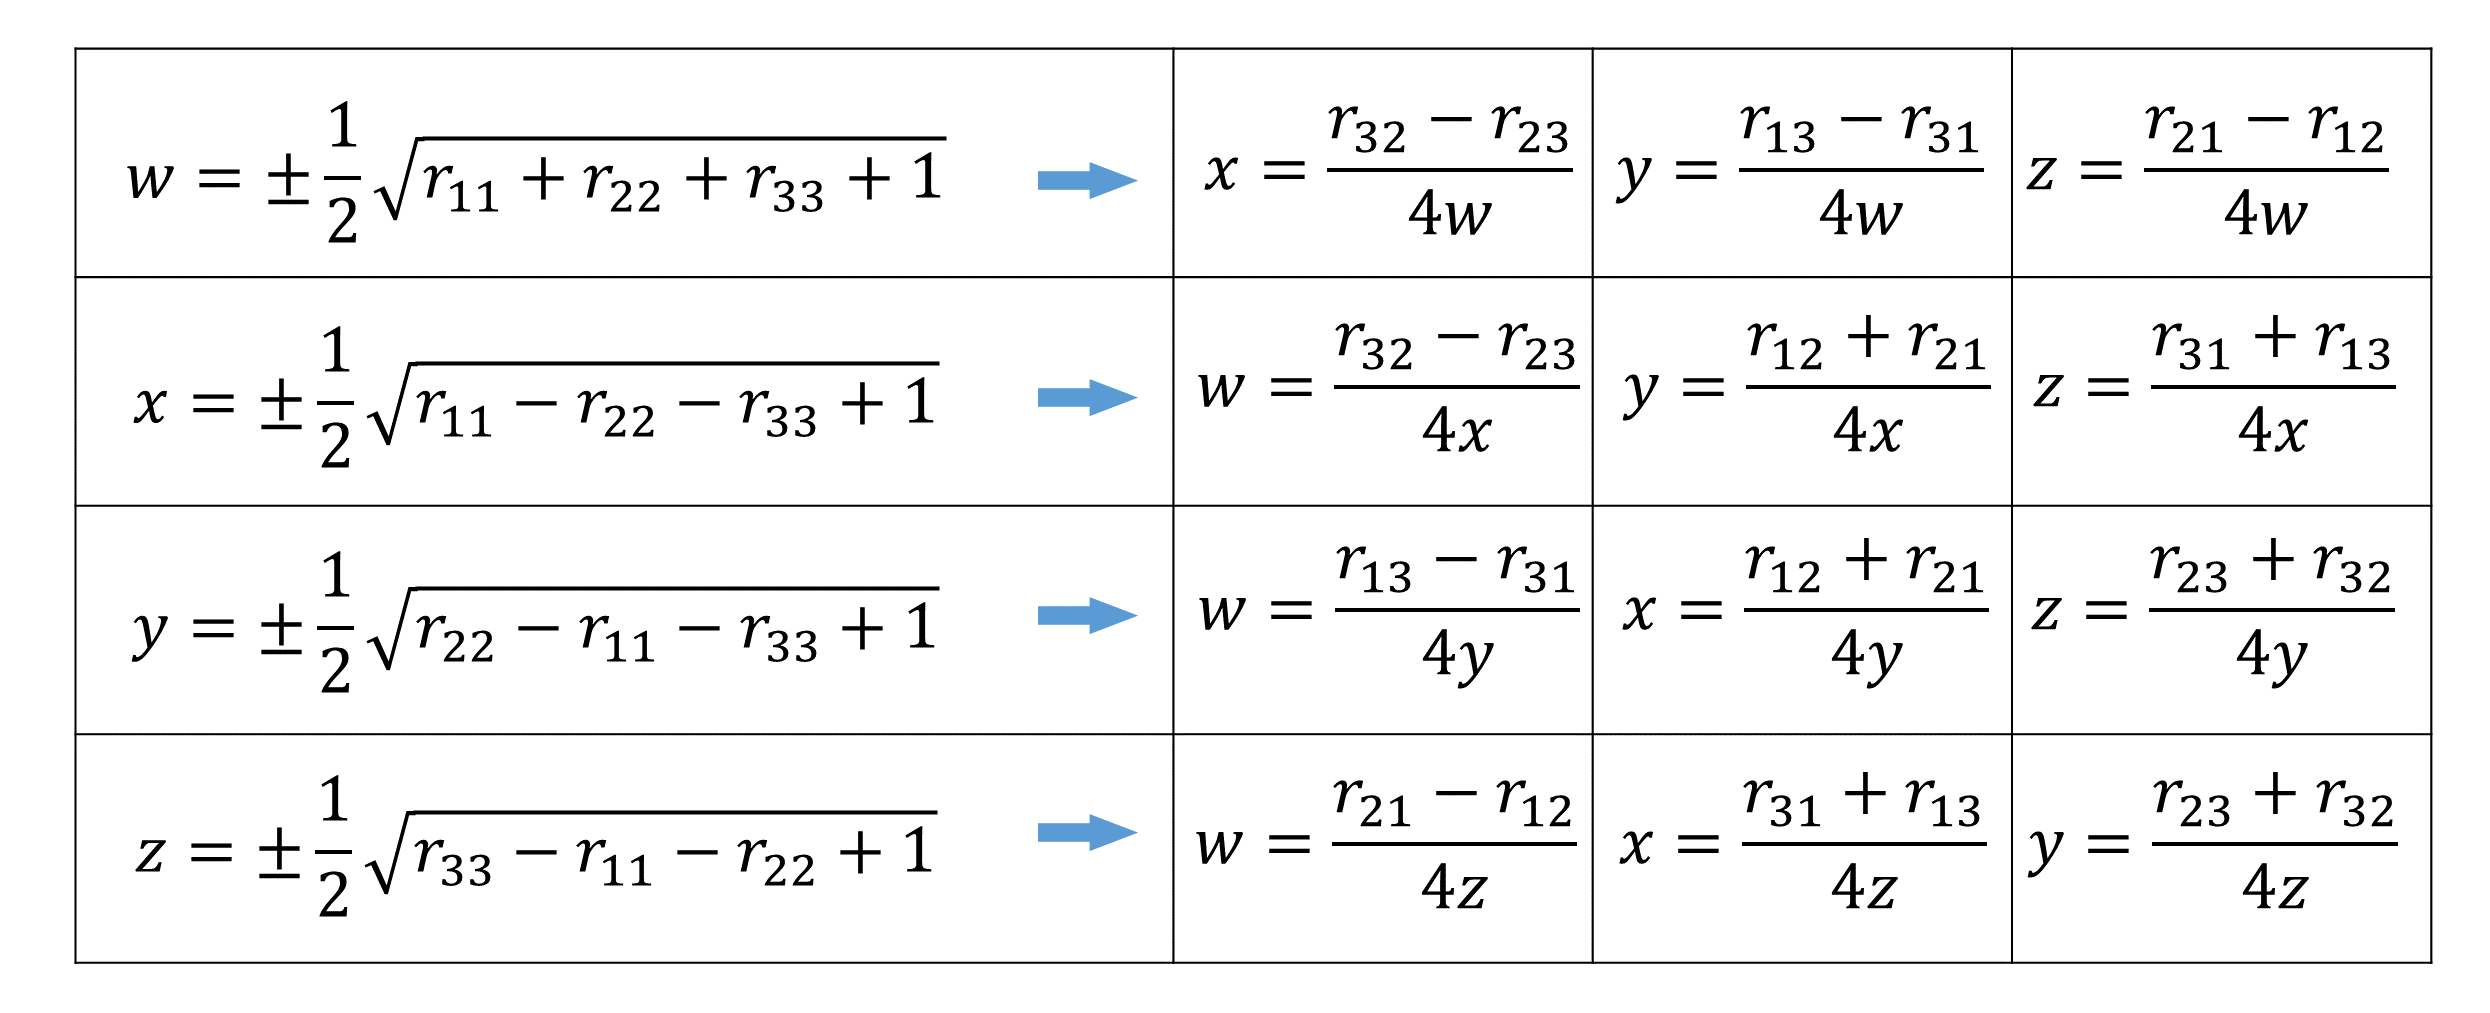 w = ±1/2 √(r₁₁ + r₂₂ + r₃₃ + 1) x = (r₃₂ − r₂₃)/(4w) y = (r₁₃ − r₃₁)/(4w) z = (r₂₁ − r₁₂)/(4w)
x = ±1/2 √(r₁₁ − r₂₂ − r₃₃ + 1) w = (r₃₂ − r₂₃)/(4x) y = (r₁₂ + r₂₁)/(4x) z = (r₃₁ + r₁₃)/(4x)
y = ±1/2 √(r₂₂ − r₁₁ − r₃₃ + 1) w = (r₁₃ − r₃₁)/(4y) x = (r₁₂ + r₂₁)/(4y) z = (r₂₃ + r₃₂)/(4y)
z = ±1/2 √(r₃₃ − r₁₁ − r₂₂ + 1) w = (r₂₁ − r₁₂)/(4z) x = (r₃₁ + r₁₃)/(4z) y = (r₂₃ + r₃₂)/(4z)